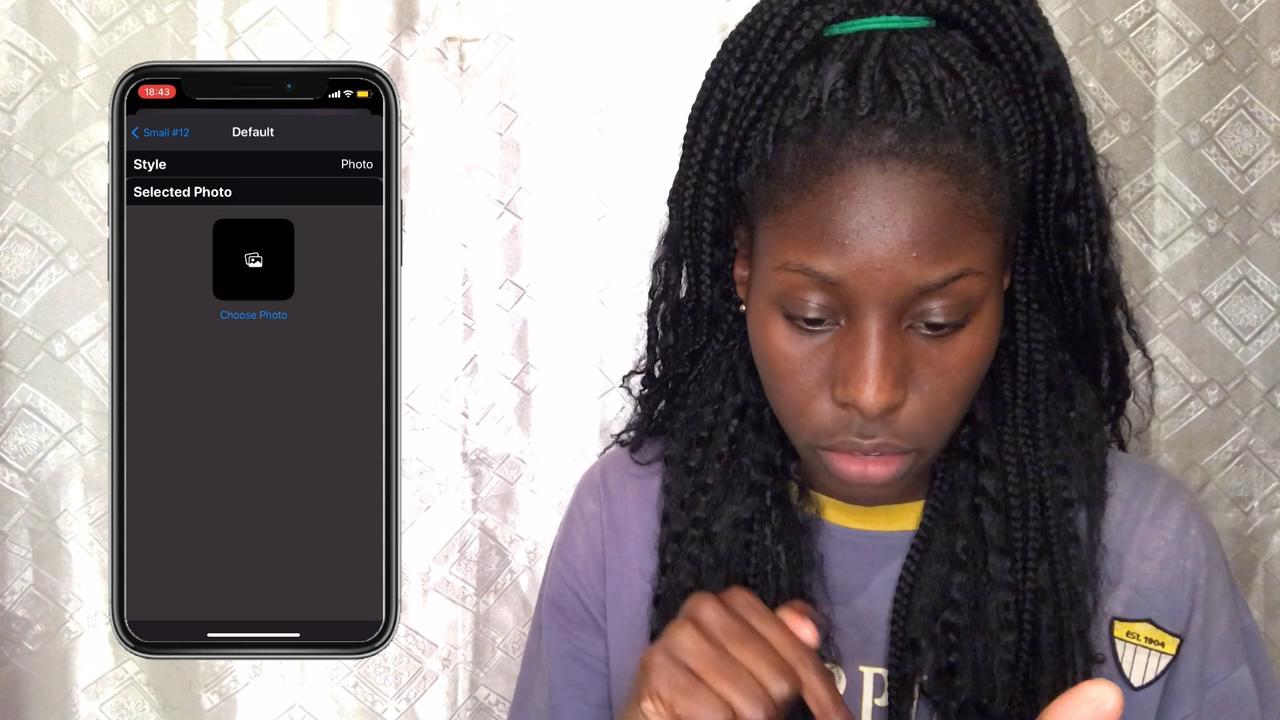 18:43
Small #12
Default
Style
Photo
Selected Photo
Choose Photo
EST. 1904